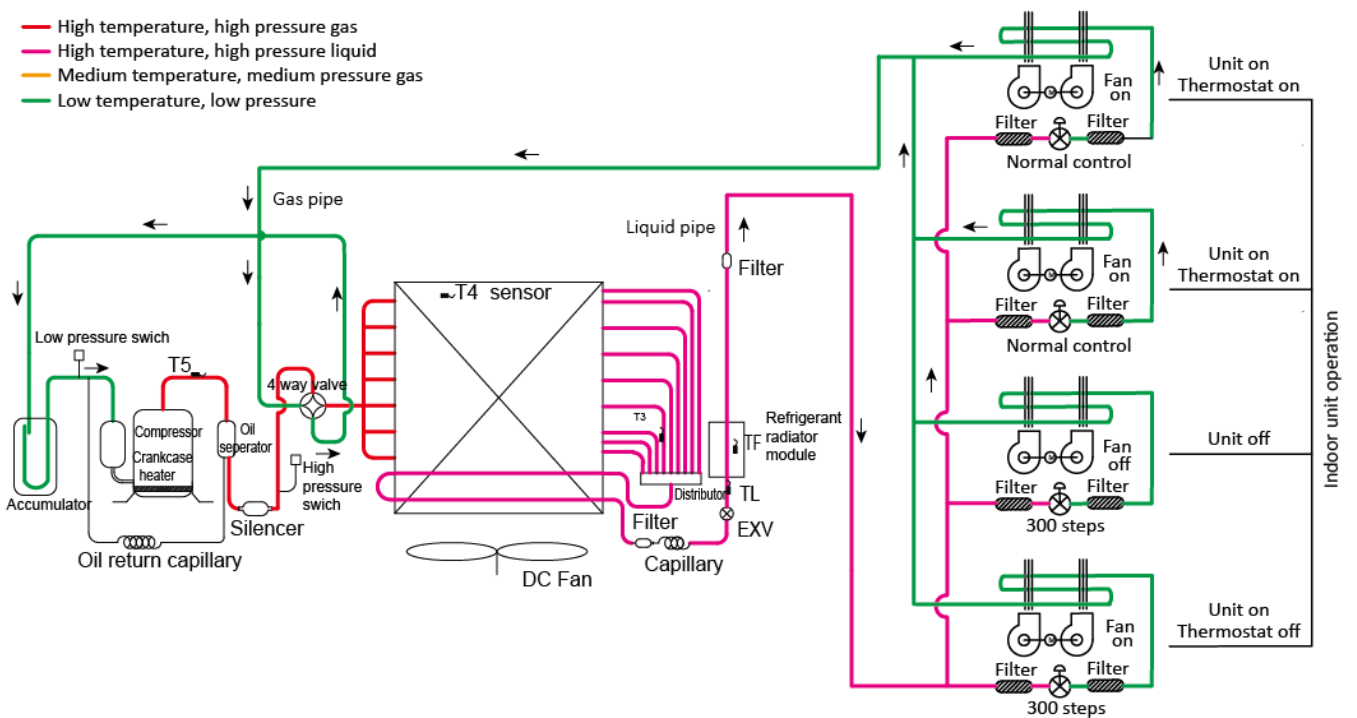 High temperature, high pressure gas
High temperature, high pressure liquid
Medium temperature, medium pressure gas
Low temperature, low pressure
Gas pipe
Liquid pipe
Filter
T4 sensor
Low pressure swich
T5
4 way valve
Compressor
Crankcase
heater
Oil
seperator
Accumulator
Silencer
High
pressure
swich
Oil return capillary
T3
Distributor
TF
Refrigerant
radiator
module
TL
EXV
Filter
Capillary
DC Fan
Fan
on
Filter
Filter
Normal control
Unit on
Thermostat on
Fan
on
Filter
Filter
Normal control
Unit on
Thermostat on
Fan
off
Filter
Filter
300 steps
Unit off
Fan
on
Filter
Filter
300 steps
Unit on
Thermostat off
Indoor unit operation